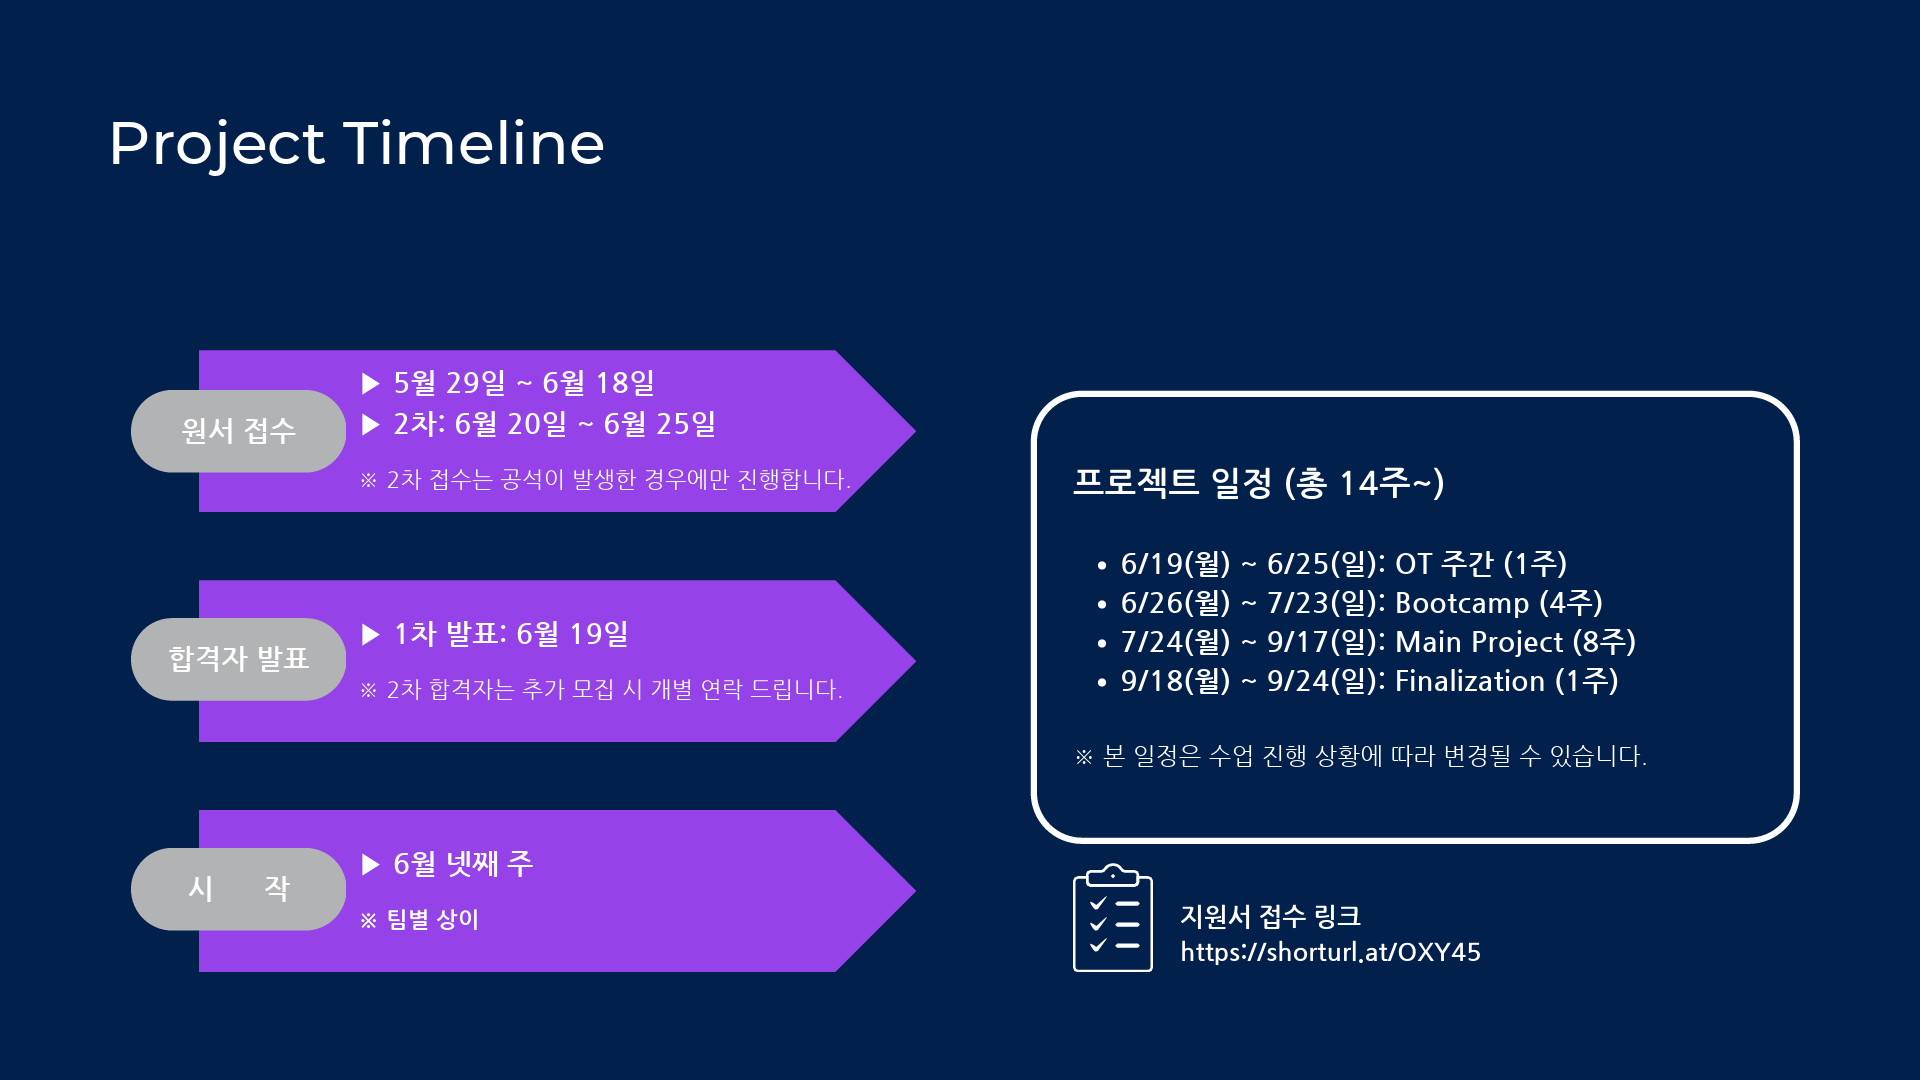 Project Timeline
원서 접수
▶ 5월 29일 ~ 6월 18일
▶ 2차: 6월 20일 ~ 6월 25일
※ 2차 접수는 공석이 발생한 경우에만 진행합니다.
합격자 발표
▶ 1차 발표: 6월 19일
※ 2차 합격자는 추가 모집 시 개별 연락 드립니다.
시 작
▶ 6월 넷째 주
※ 팀별 상이
프로젝트 일정 (총 14주~)
• 6/19(월) ~ 6/25(일): OT 주간 (1주)
• 6/26(월) ~ 7/23(일): Bootcamp (4주)
• 7/24(월) ~ 9/17(일): Main Project (8주)
• 9/18(월) ~ 9/24(일): Finalization (1주)
※ 본 일정은 수업 진행 상황에 따라 변경될 수 있습니다.
지원서 접수 링크
https://shorturl.at/OXY45